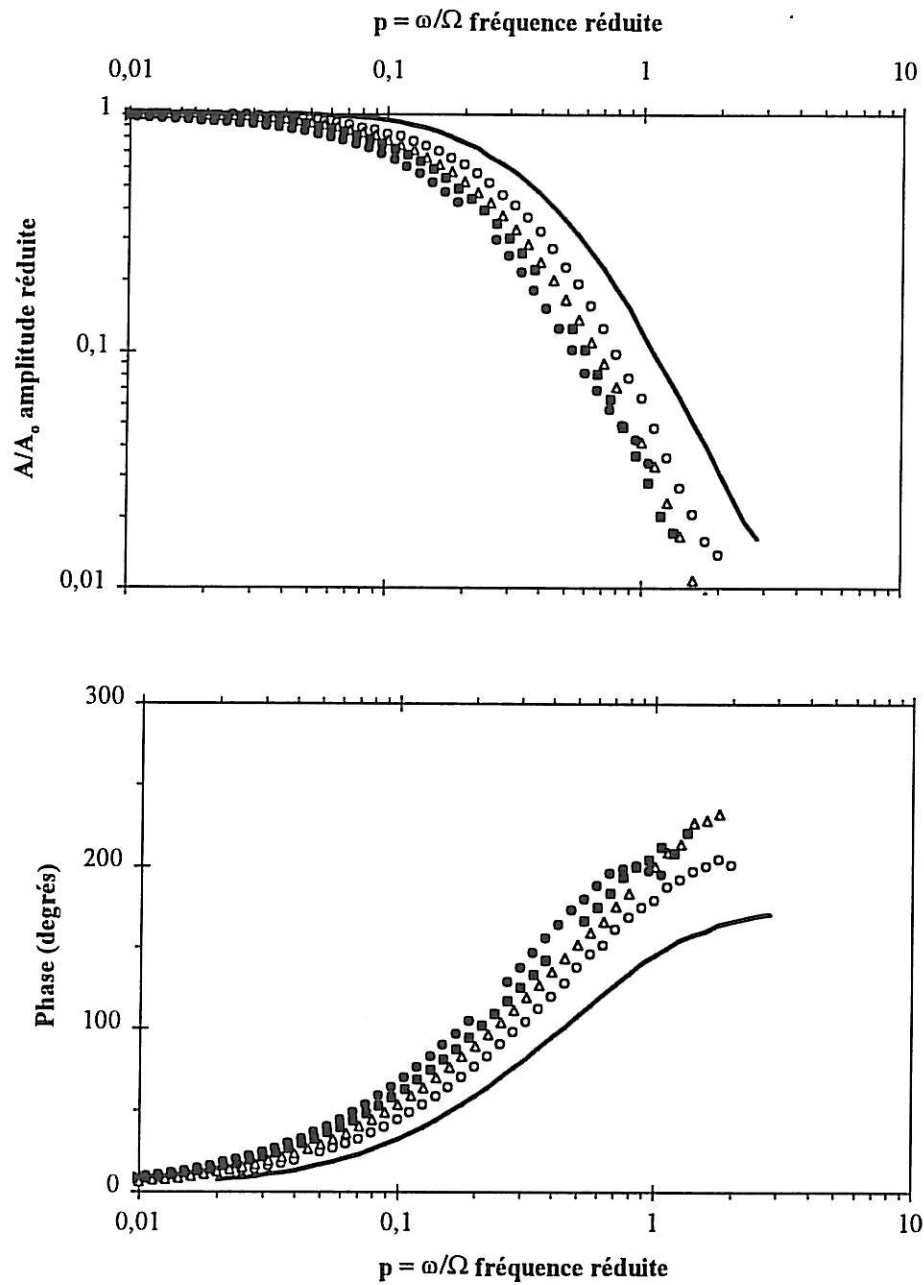 p = ω/Ω fréquence réduite
0,01 0,1 1 10
1
0,1
0,01
A/A₀ amplitude réduite
300
200
100
0
Phase (degrés)
0,01 0,1 1 10
p = ω/Ω fréquence réduite